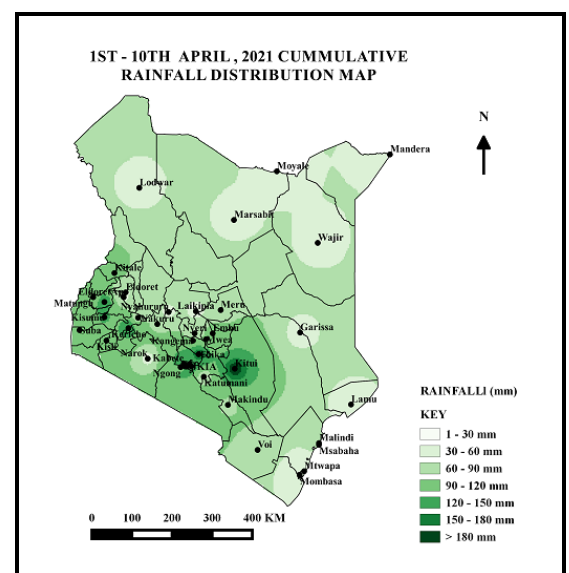 1ST - 10TH APRIL , 2021 CUMMULATIVE
RAINFALL DISTRIBUTION MAP
N
Mandera
Moyale
Lodwar
Marsabit
Wajir
Kitale
Eldoret
Eldoret
Matungu
Nyahururu
Laikipia
Meru
Kisumu
Nakuru
Suba
Kericho
Nyeri
Embu
Garissa
Kisii
Kangema
Mwea
Narok
Kabete
Thika
Kitui
Ngong
JKIA
Katumani
Makindu
Lamu
Voi
Malindi
Msabaha
Mtwapa
Mombasa
RAINFALLl (mm)
KEY
1 - 30 mm
30 - 60 mm
60 - 90 mm
90 - 120 mm
120 - 150 mm
150 - 180 mm
> 180 mm
0 100 200 300 400 KM